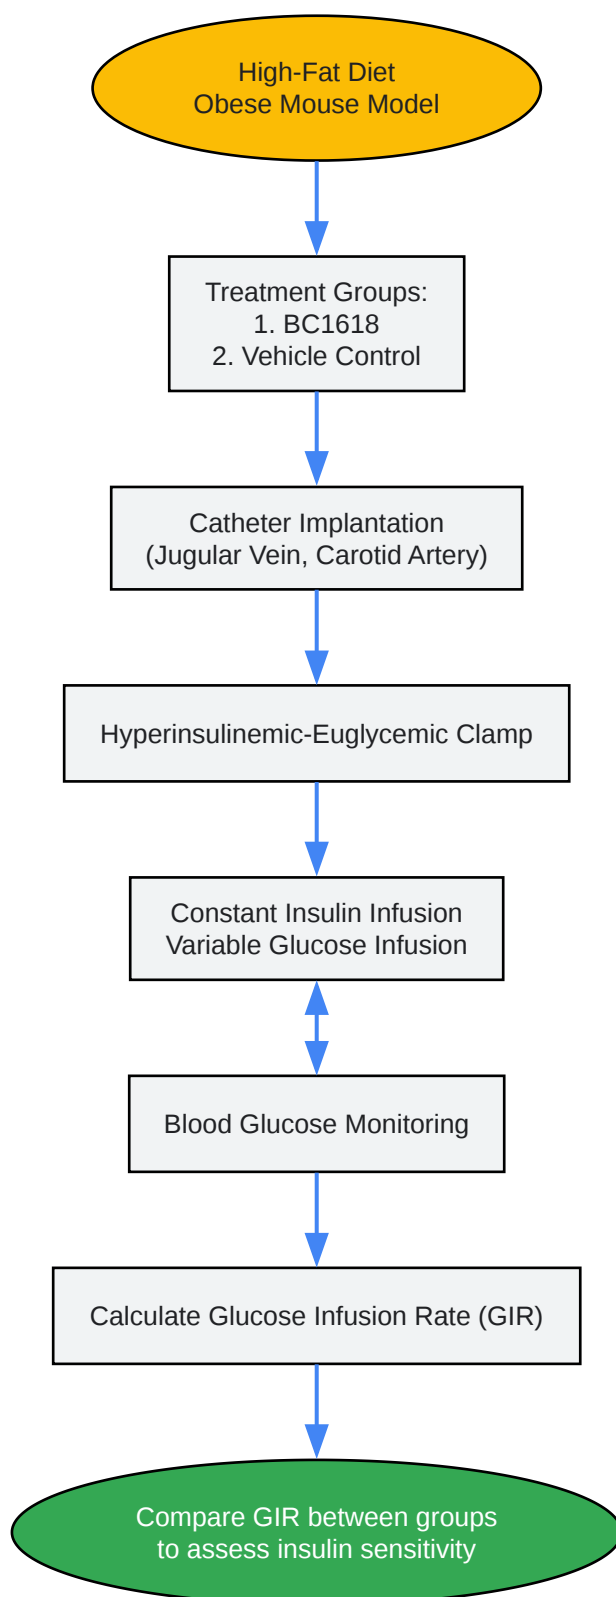 High-Fat Diet
Obese Mouse Model
Treatment Groups:
1. BC1618
2. Vehicle Control
Catheter Implantation
(Jugular Vein, Carotid Artery)
Hyperinsulinemic-Euglycemic Clamp
Constant Insulin Infusion
Variable Glucose Infusion
Blood Glucose Monitoring
Calculate Glucose Infusion Rate (GIR)
Compare GIR between groups
to assess insulin sensitivity